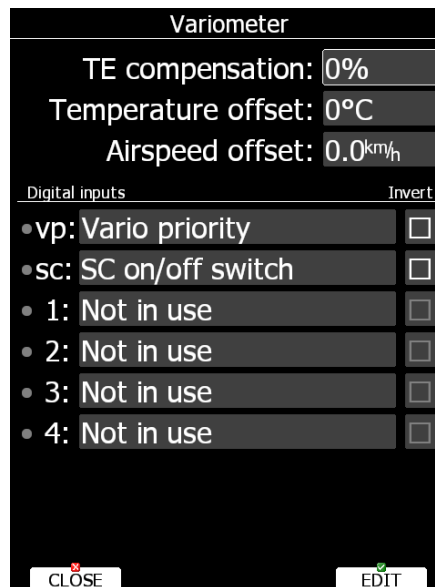 Variometer
TE compensation: 0%
Temperature offset: 0°C
Airspeed offset: 0.0km/h
Digital inputs Invert
vp: Vario priority
sc: SC on/off switch
1: Not in use
2: Not in use
3: Not in use
4: Not in use
CLOSE EDIT